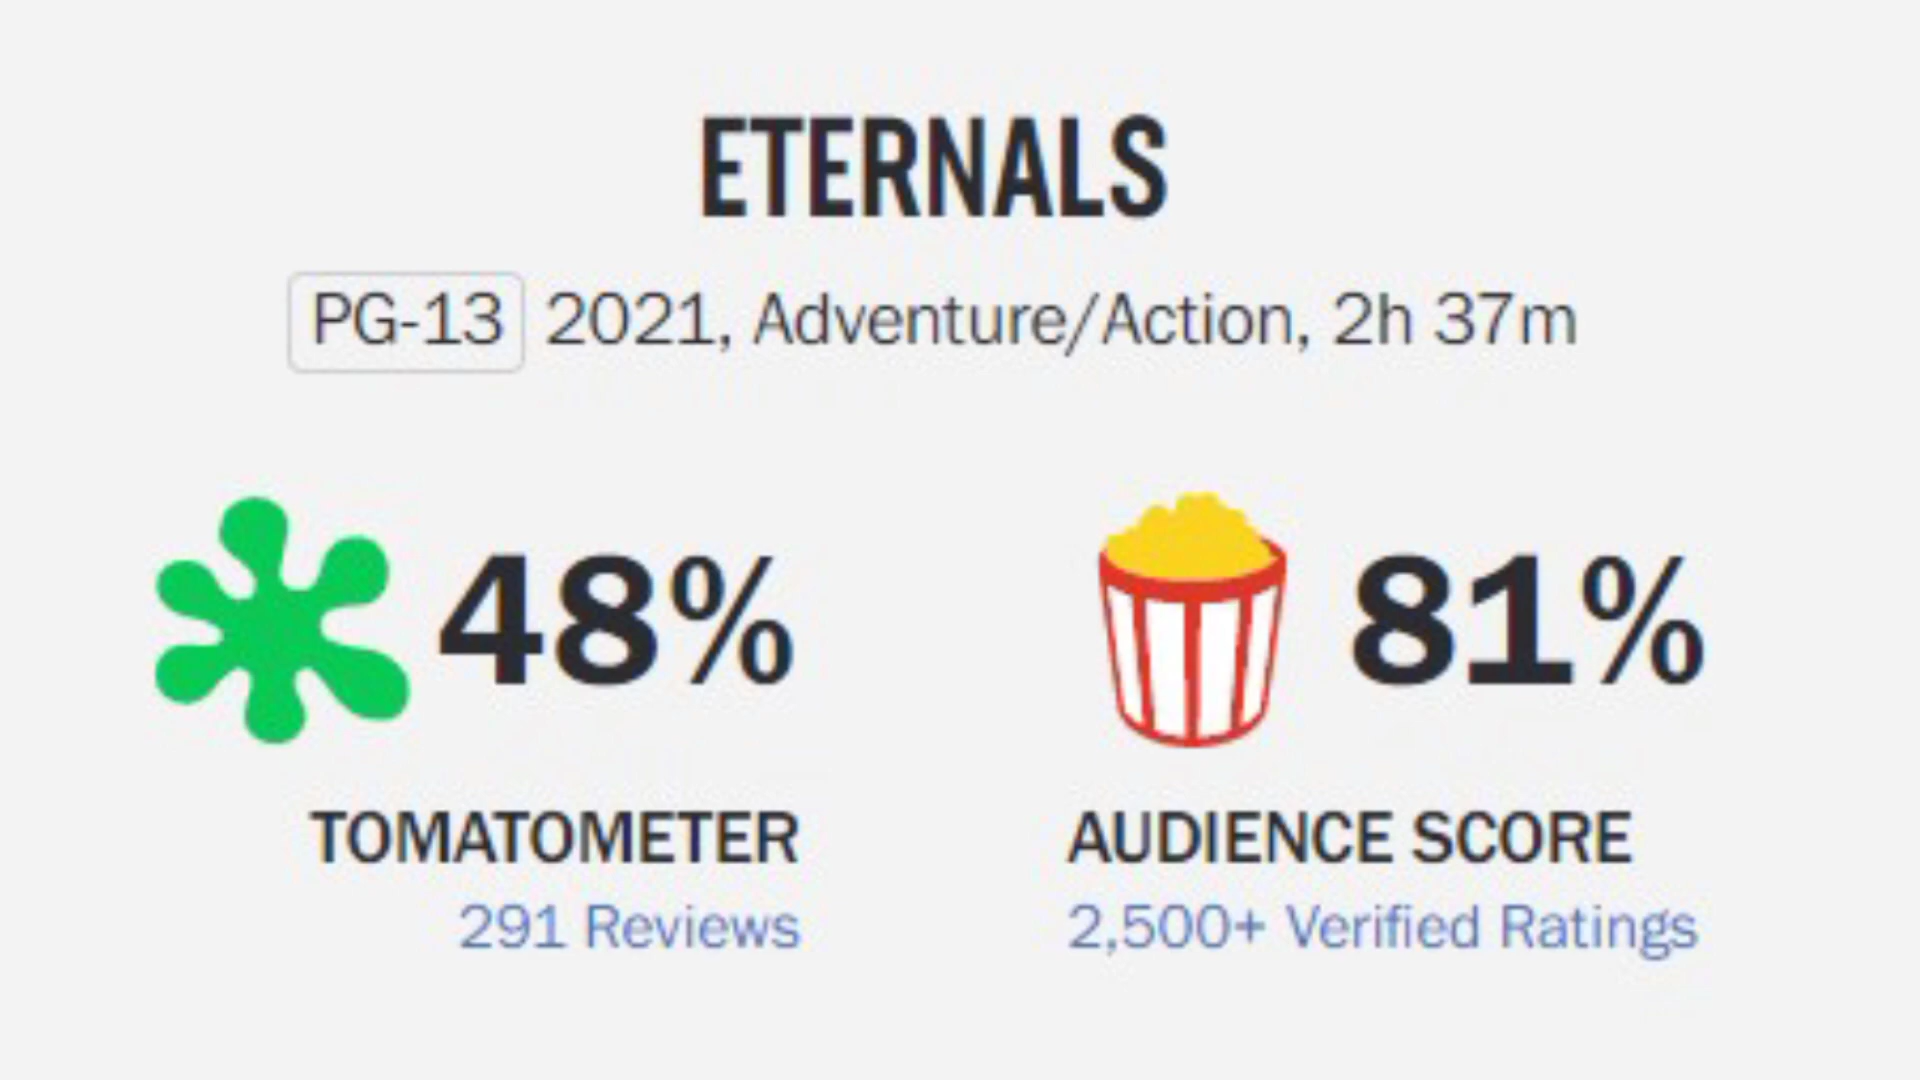 ETERNALS
PG-13 2021, Adventure/Action, 2h 37m
48% 81%
TOMATOMETER AUDIENCE SCORE
291 Reviews 2,500+ Verified Ratings